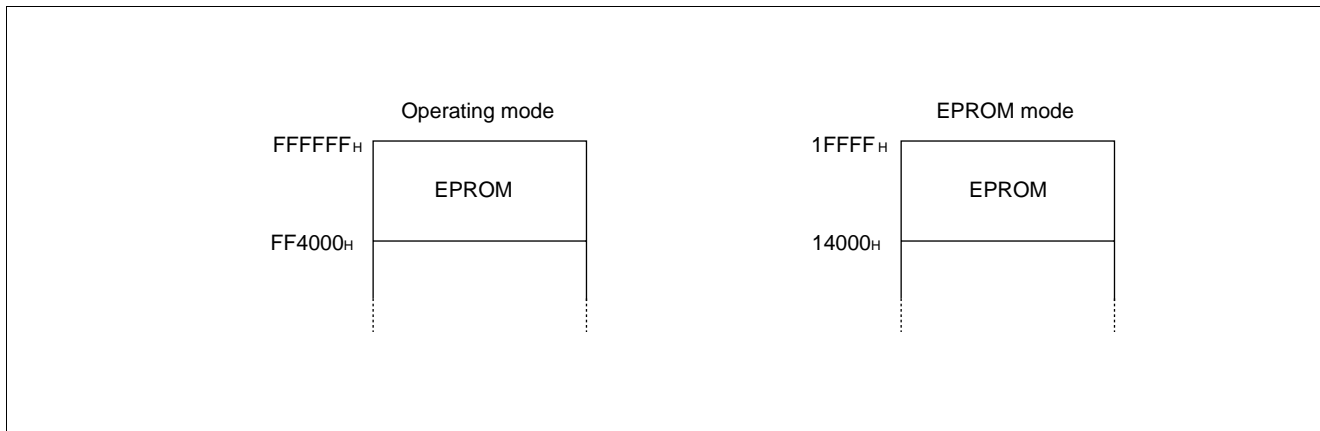 Operating mode
FFFFFFH
EPROM
FF4000H
EPROM mode
1FFFFH
EPROM
14000H